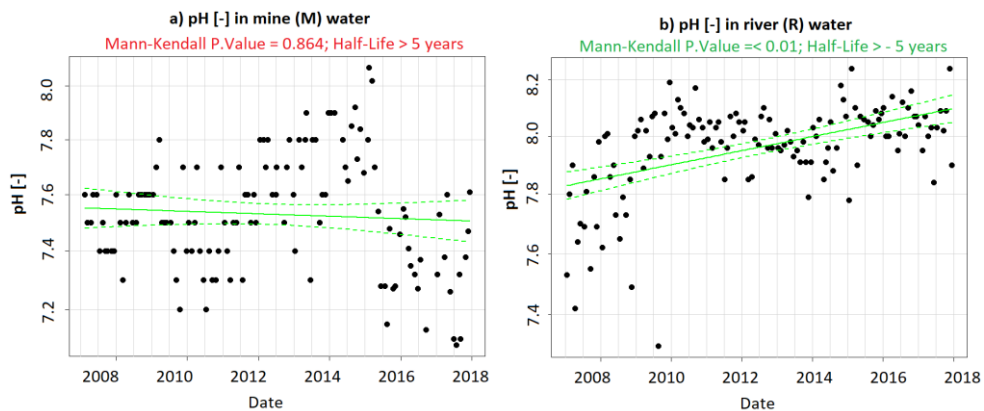 a) pH [-] in mine (M) water
Mann-Kendall P.Value = 0.864; Half-Life > 5 years
pH [-]
8.0
7.8
7.6
7.4
7.2
2008 2010 2012 2014 2016 2018
Date
b) pH [-] in river (R) water
Mann-Kendall P.Value =< 0.01; Half-Life > - 5 years
pH [-]
8.2
8.0
7.8
7.6
7.4
2008 2010 2012 2014 2016 2018
Date